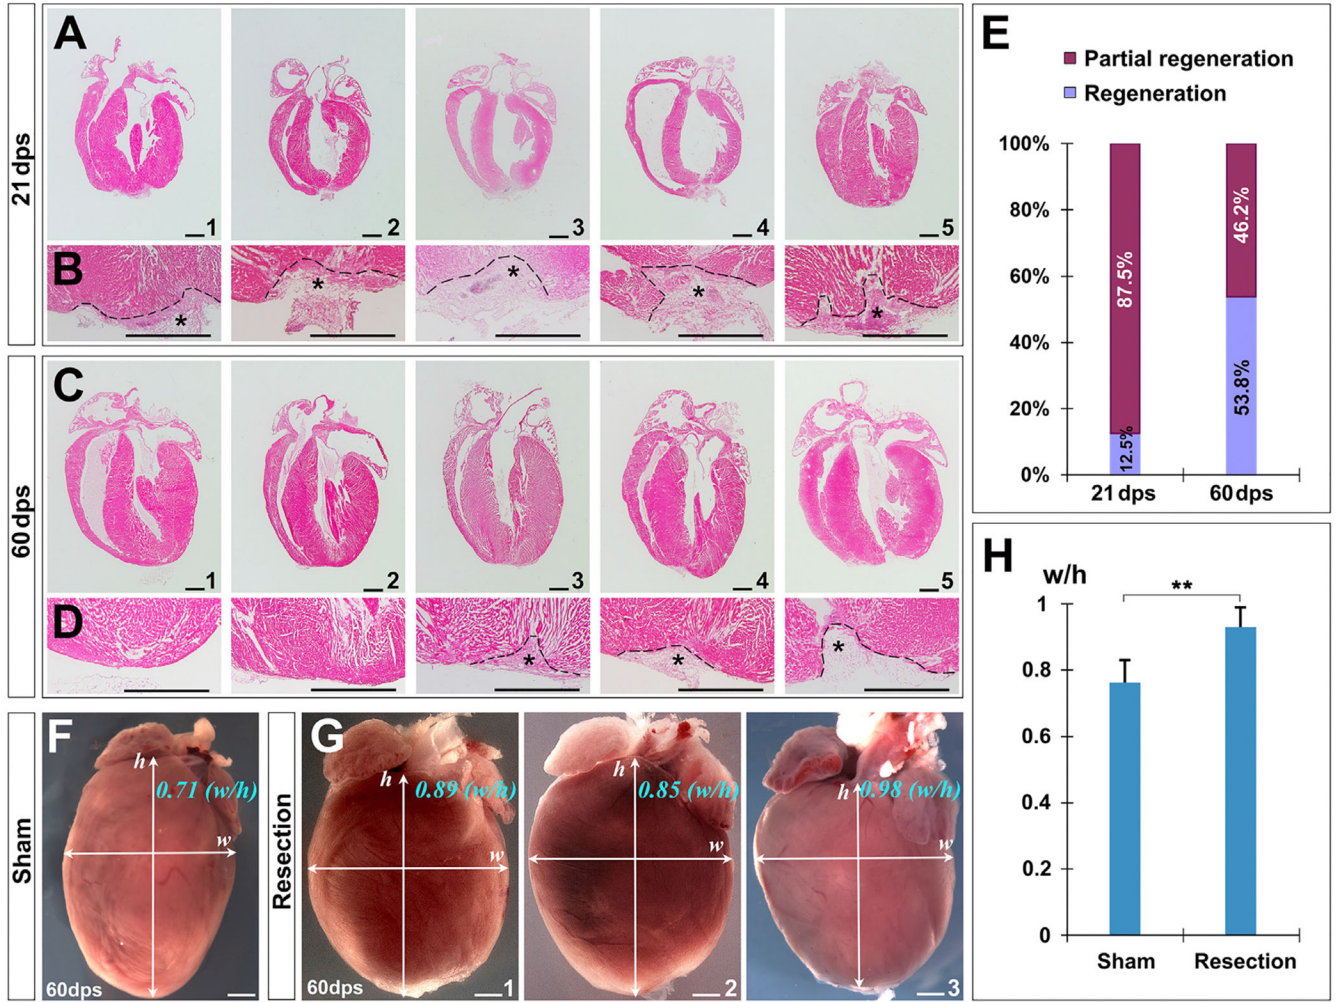 21 dps
A
1
2
3
4
5
B
*
*
*
*
*
60 dps
C
1
2
3
4
5
D
*
*
*
Sham
F
h
0.71 (w/h)
w
60dps
Resection
G
h
0.89 (w/h)
w
60dps
1
h
0.85 (w/h)
w
2
h
0.98 (w/h)
w
3
E
Partial regeneration
Regeneration
100%
80%
60%
40%
20%
0%
87.5%
12.5%
46.2%
53.8%
21 dps
60 dps
H
w/h
**
1
0.8
0.6
0.4
0.2
0
Sham
Resection